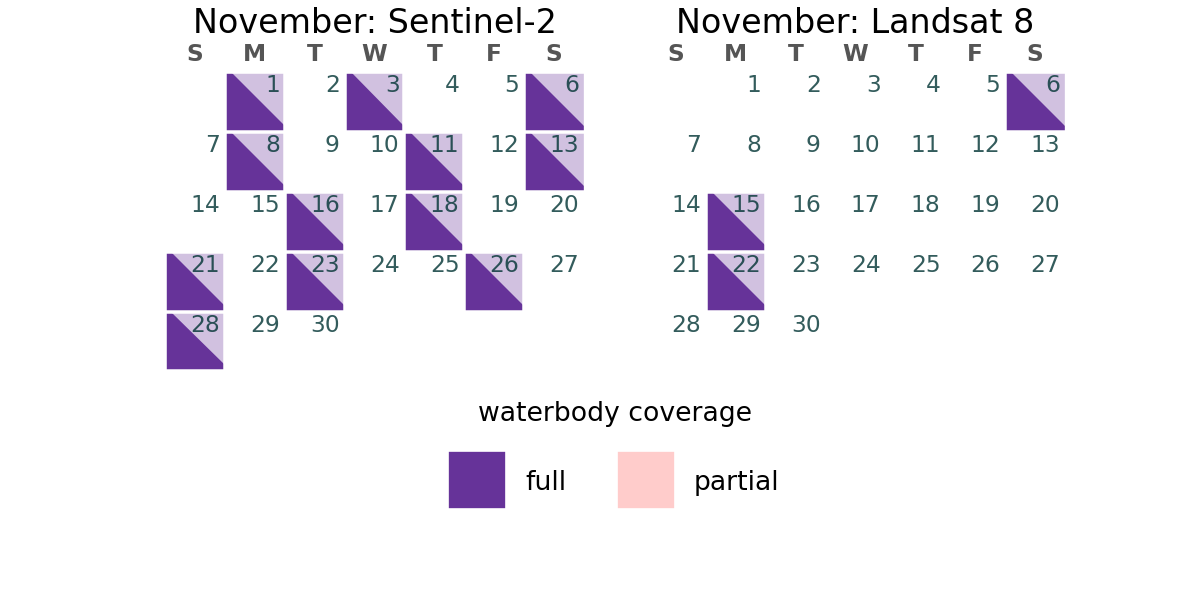 November: Sentinel-2
S M T W T F S
1 2 3 4 5 6
7 8 9 10 11 12 13
14 15 16 17 18 19 20
21 22 23 24 25 26 27
28 29 30
November: Landsat 8
S M T W T F S
1 2 3 4 5 6
7 8 9 10 11 12 13
14 15 16 17 18 19 20
21 22 23 24 25 26 27
28 29 30
waterbody coverage
full
partial